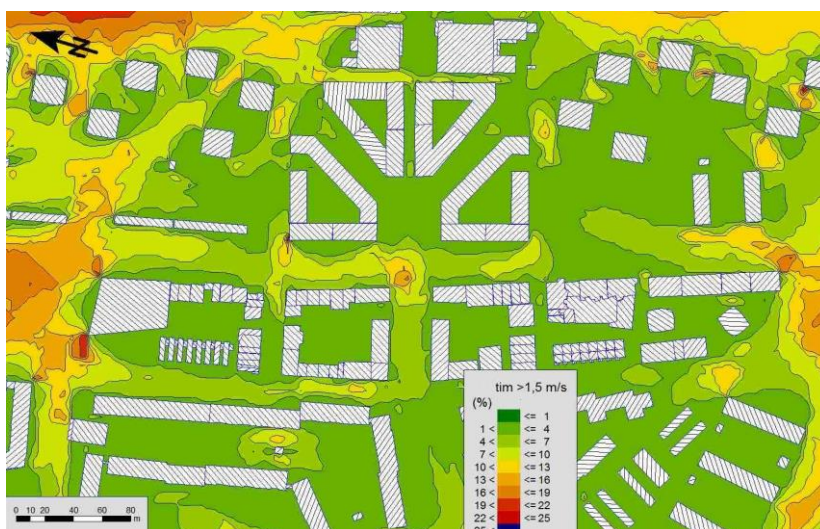 N
tim >1,5 m/s
(%)
<= 1
1 < <= 4
4 < <= 7
7 < <= 10
10 < <= 13
13 < <= 16
16 < <= 19
19 < <= 22
22 < <= 25
0 10 20 40 60 80
m